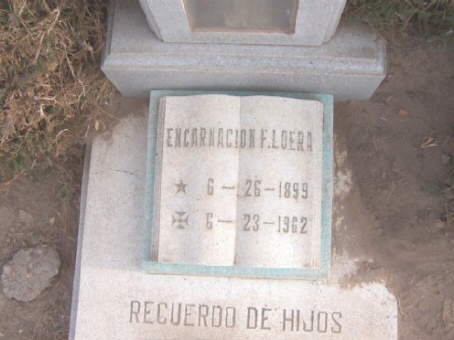 ENCARNACION F. LOERA
★ 6 - 26 - 1899
✠ 6 - 23 - 1962
RECUERDO DE HIJOS